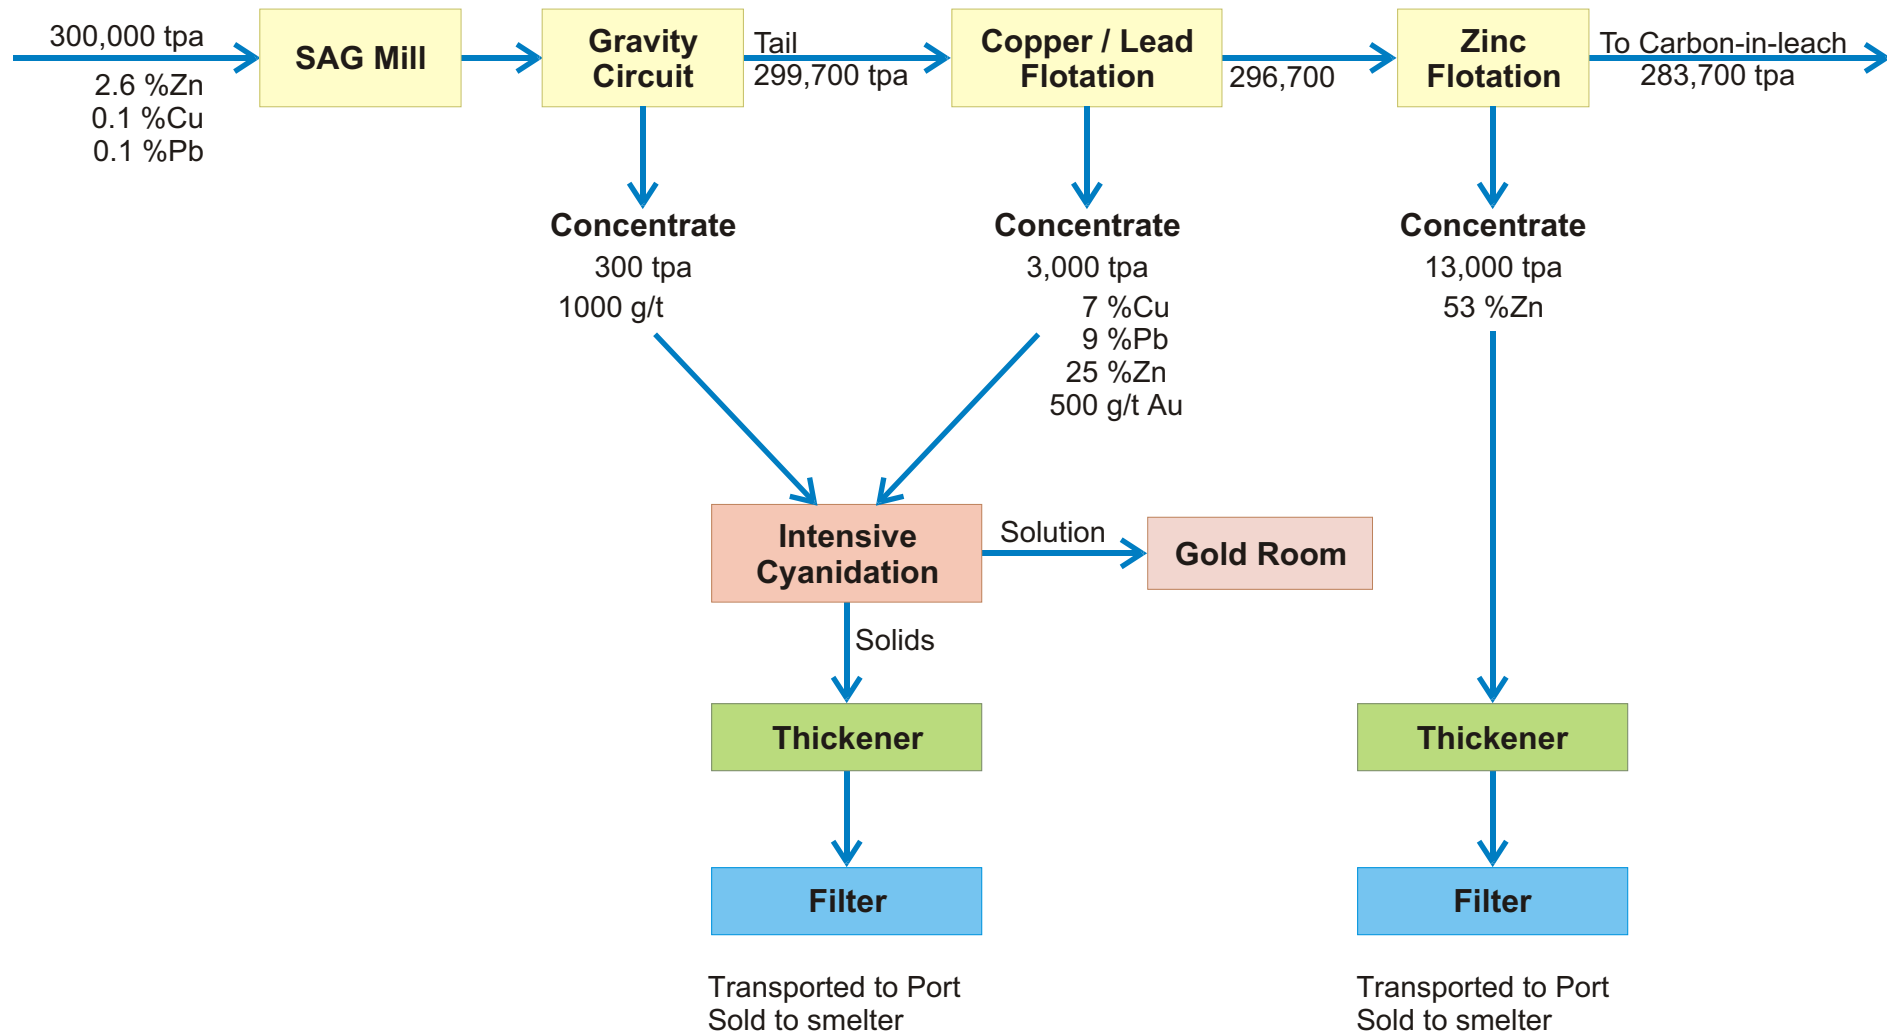 300,000 tpa
2.6 %Zn
0.1 %Cu
0.1 %Pb
SAG Mill
Gravity
Circuit
Tail
299,700 tpa
Copper / Lead
Flotation
296,700
Zinc
Flotation
To Carbon-in-leach
283,700 tpa
Concentrate
300 tpa
1000 g/t
Concentrate
3,000 tpa
7 %Cu
9 %Pb
25 %Zn
500 g/t Au
Concentrate
13,000 tpa
53 %Zn
Intensive
Cyanidation
Solution
Gold Room
Solids
Thickener
Thickener
Filter
Filter
Transported to Port
Sold to smelter
Transported to Port
Sold to smelter